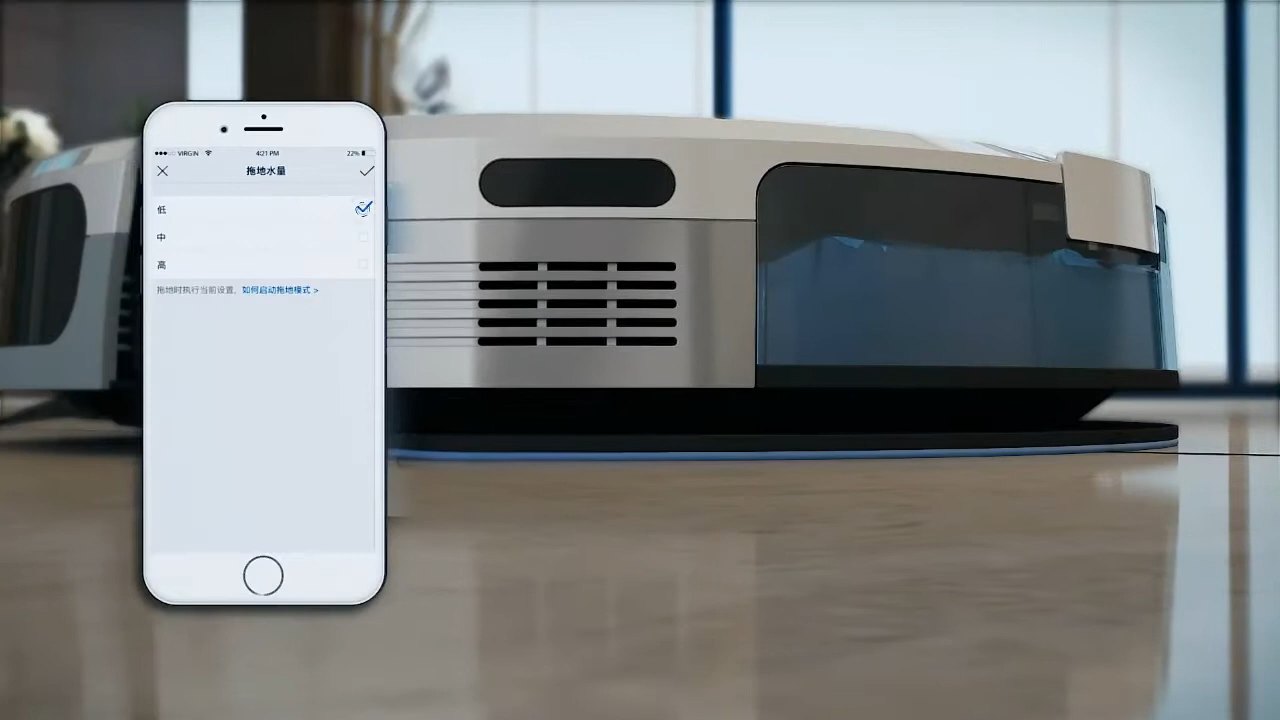 VIRGIN 4:21 PM 22%
拖地水量
低
中
高
拖地时执行当前设置，如何启动拖地模式 >